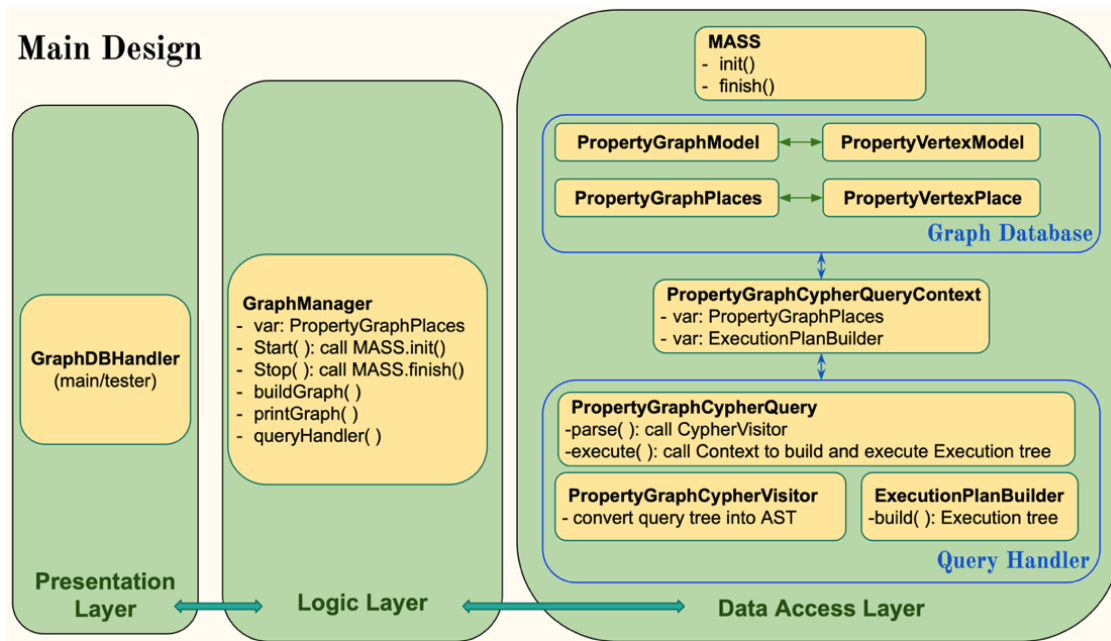 Main Design
GraphDBHandler
(main/tester)
Presentation
Layer
GraphManager
- var: PropertyGraphPlaces
- Start( ): call MASS.init()
- Stop( ): call MASS.finish()
- buildGraph( )
- printGraph( )
- queryHandler( )
Logic Layer
MASS
- init()
- finish()
PropertyGraphModel
PropertyVertexModel
PropertyGraphPlaces
PropertyVertexPlace
Graph Database
PropertyGraphCypherQueryContext
- var: PropertyGraphPlaces
- var: ExecutionPlanBuilder
PropertyGraphCypherQuery
-parse( ): call CypherVisitor
-execute( ): call Context to build and execute Execution tree
PropertyGraphCypherVisitor
- convert query tree into AST
ExecutionPlanBuilder
-build( ): Execution tree
Query Handler
Data Access Layer